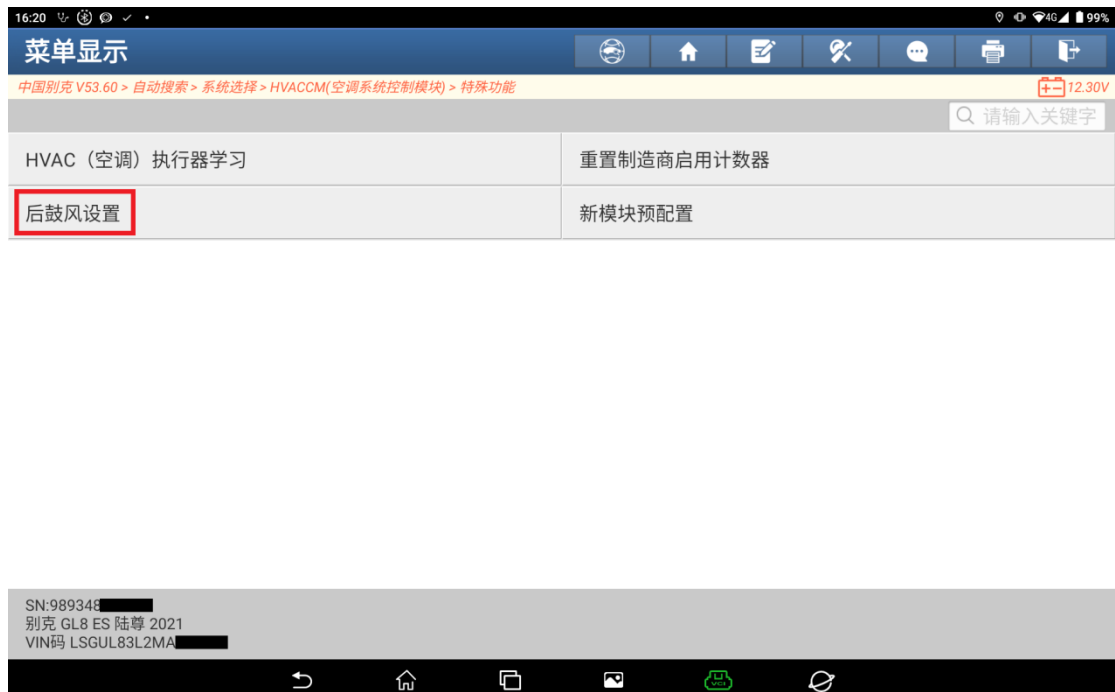 16:20 4G 99%
菜单显示
中国别克 V53.60 > 自动搜索 > 系统选择 > HVACCM(空调系统控制模块) > 特殊功能 12.30V
请输入关键字
HVAC（空调）执行器学习 重置制造商启用计数器
后鼓风设置 新模块预配置
SN:989348
别克 GL8 ES 陆尊 2021
VIN码 LSGUL83L2MA
VCI